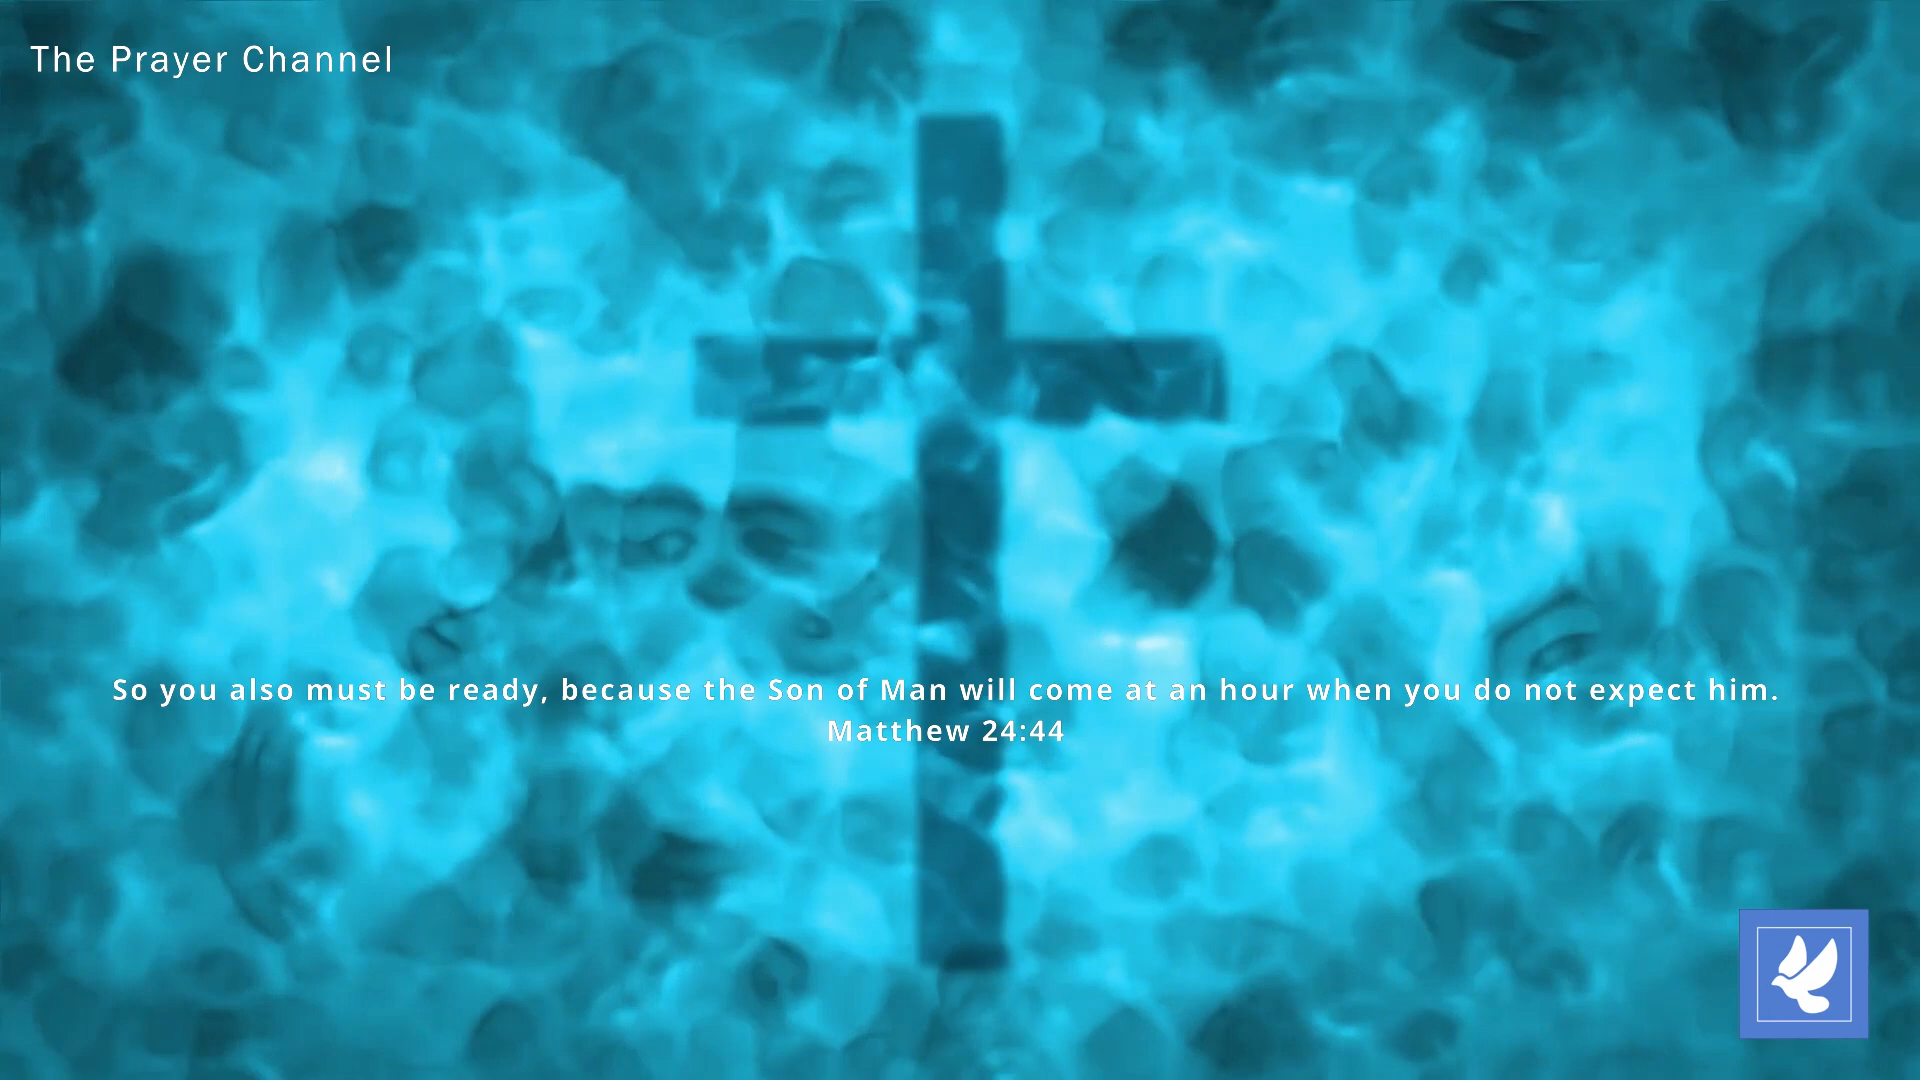 The Prayer Channel
So you also must be ready, because the Son of Man will come at an hour when you do not expect him.
Matthew 24:44